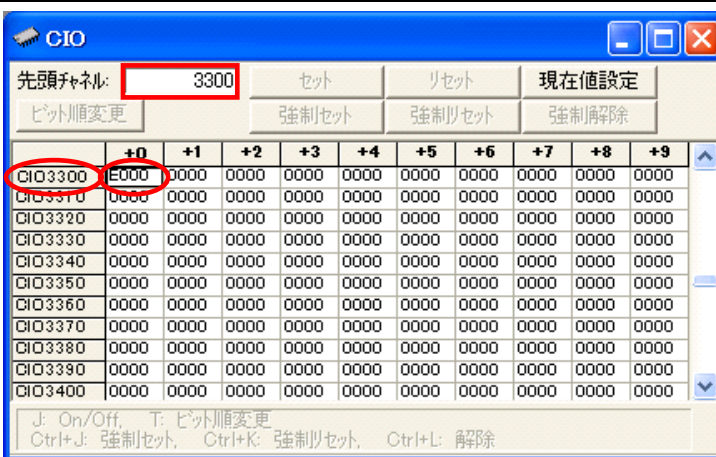 CIO
先頭チャネル: 3300 セット リセット 現在値設定
ビット順変更 強制セット 強制リセット 強制解除
+0 +1 +2 +3 +4 +5 +6 +7 +8 +9
CIO3300 E000 0000 0000 0000 0000 0000 0000 0000 0000 0000
CIO3310 0000 0000 0000 0000 0000 0000 0000 0000 0000 0000
CIO3320 0000 0000 0000 0000 0000 0000 0000 0000 0000 0000
CIO3330 0000 0000 0000 0000 0000 0000 0000 0000 0000 0000
CIO3340 0000 0000 0000 0000 0000 0000 0000 0000 0000 0000
CIO3350 0000 0000 0000 0000 0000 0000 0000 0000 0000 0000
CIO3360 0000 0000 0000 0000 0000 0000 0000 0000 0000 0000
CIO3370 0000 0000 0000 0000 0000 0000 0000 0000 0000 0000
CIO3380 0000 0000 0000 0000 0000 0000 0000 0000 0000 0000
CIO3390 0000 0000 0000 0000 0000 0000 0000 0000 0000 0000
CIO3400 0000 0000 0000 0000 0000 0000 0000 0000 0000 0000
J: On/Off, T: ビット順変更
Ctrl+J: 強制セット, Ctrl+K: 強制リセット, Ctrl+L: 解除